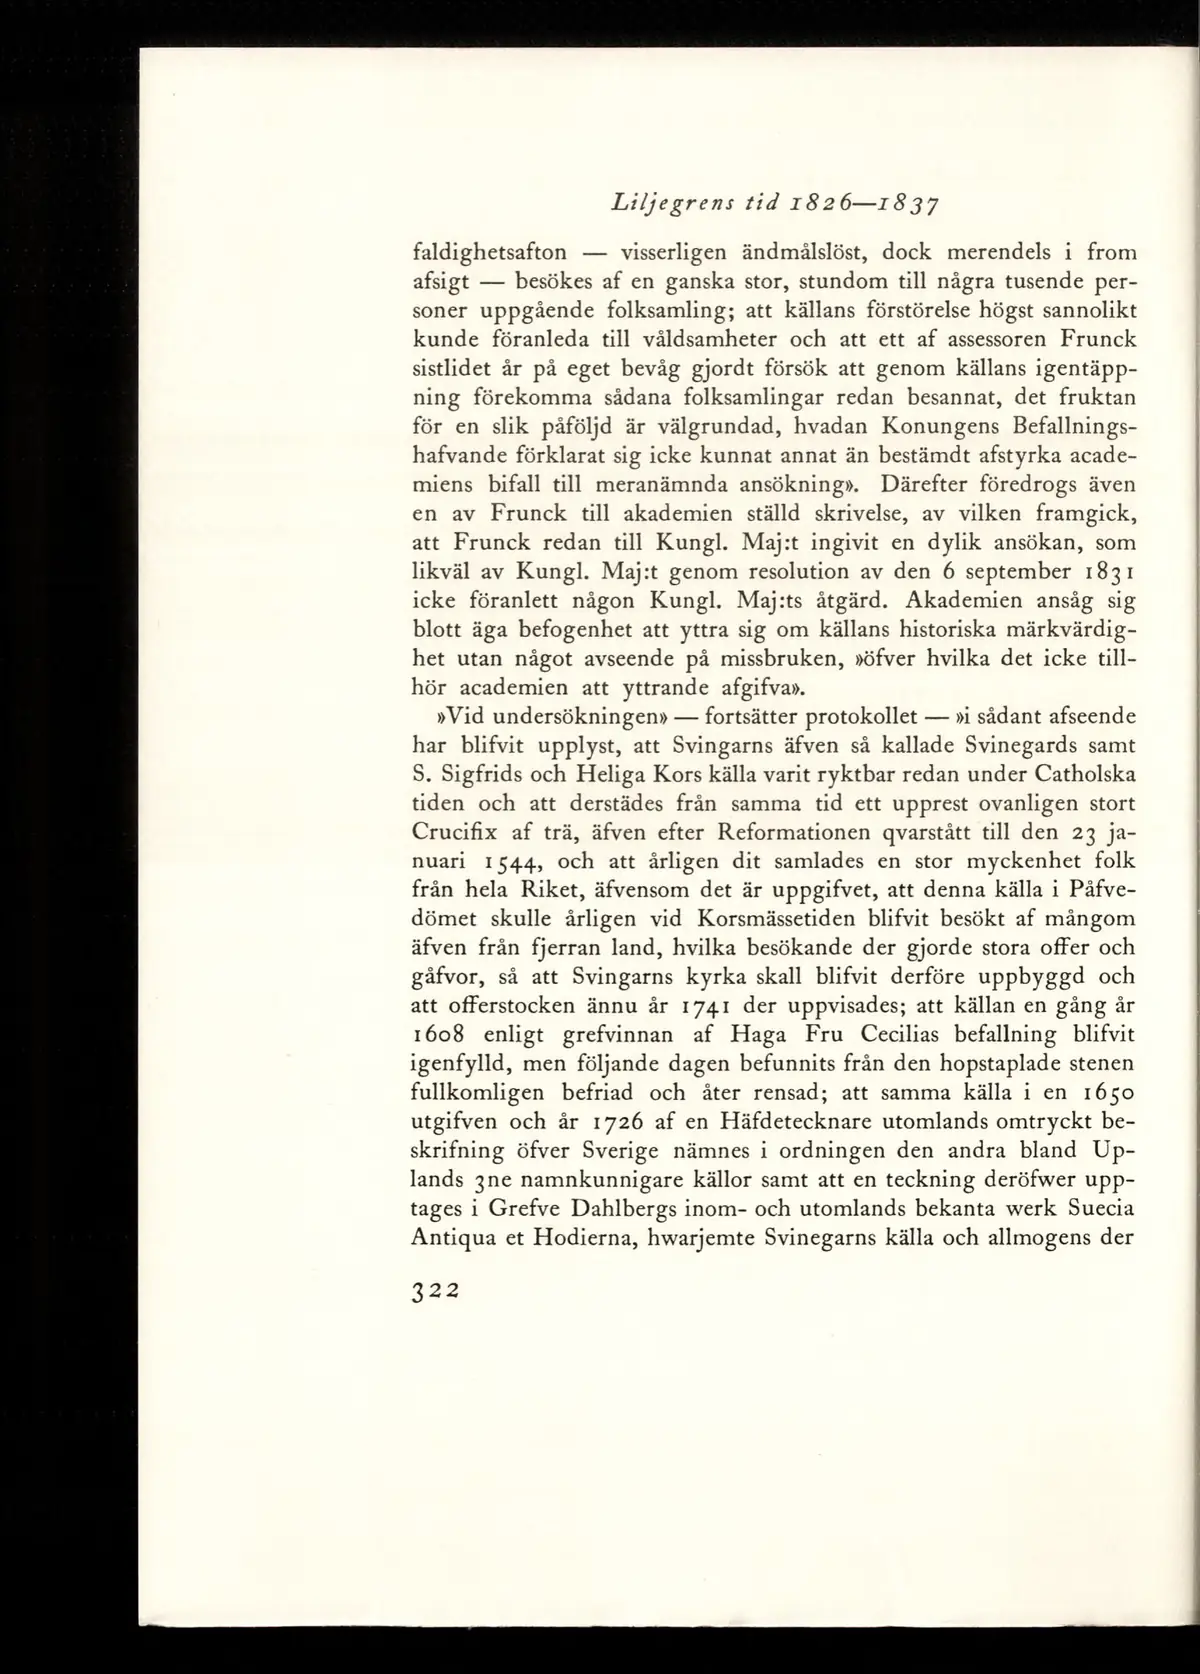 Liljegrens tid 1826—1837
faldighetsafton — visserligen ändmålslöst, dock merendels i from
afsigt — besökes af en ganska stor, stundom till några tusende per-
soner uppgående folksamling; att källans förstörelse högst sannolikt
kunde föranleda till våldsamheter och att ett af assessoren Frunck
sistlidet år på eget bevåg gjordt försök att genom källans igentäpp-
ning förekomma sådana folksamlingar redan besannat, det fruktan
för en slik påföljd är välgrundad, hvadan Konungens Befallnings-
hafvande förklarat sig icke kunnat annat än bestämdt afstyrka acade-
miens bifall till meranämnda ansökning». Därefter föredrogs även
en av Frunck till akademien ställd skrivelse, av vilken framgick,
att Frunck redan till Kungl. Maj:t ingivit en dylik ansökan, som
likväl av Kungl. Maj:t genom resolution av den 6 september 1831
icke föranlett någon Kungl. Maj:ts åtgärd. Akademien ansåg sig
blott äga befogenhet att yttra sig om källans historiska märkvärdig-
het utan något avseende på missbruken, »öfver hvilka det icke till-
hör academien att yttrande afgifva».
»Vid undersökningen» — fortsätter protokollet — »i sådant afseende
har blifvit upplyst, att Svingarns äfven så kallade Svinegards samt
S. Sigfrids och Heliga Kors källa varit ryktbar redan under Catholska
tiden och att derstädes från samma tid ett upprest ovanligen stort
Crucifix af trä, äfven efter Reformationen qvarstått till den 23 ja-
nuari 1544, och att årligen dit samlades en stor myckenhet folk
från hela Riket, äfvensom det är uppgifvet, att denna källa i Påfve-
dömet skulle årligen vid Korsmässetiden blifvit besökt af mångom
äfven från fjerran land, hvilka besökande der gjorde stora offer och
gåfvor, så att Svingarns kyrka skall blifvit derföre uppbyggd och
att offerstocken ännu år 1741 der uppvisades; att källan en gång år
1608 enligt grefvinnan af Haga Fru Cecilias befallning blifvit
igenfylld, men följande dagen befunnits från den hopstaplade stenen
fullkomligen befriad och åter rensad; att samma källa i en 1650
utgifven och år 1726 af en Häfdetecknare utomlands omtryckt be-
skrifning öfver Sverige nämnes i ordningen den andra bland Up-
lands 3ne namnkunnigare källor samt att en teckning deröfwer upp-
tages i Grefve Dahlbergs inom- och utomlands bekanta werk Suecia
Antiqua et Hodierna, hwarjemte Svinegarns källa och allmogens der
322